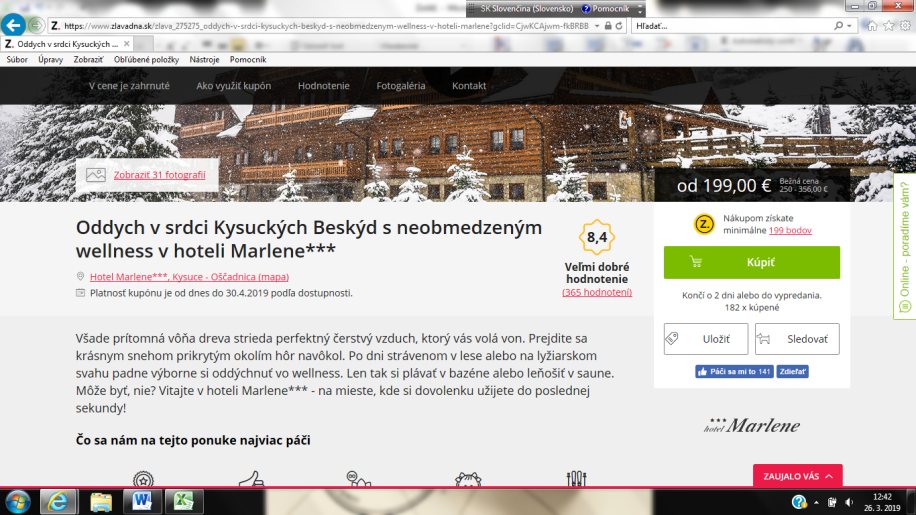 SK Slovenčina (Slovensko)
Pomocník
https://www.zlavadna.sk/zlava_275275_oddych-v-srdci-kysuckych-beskyd-s-neobmedzenym-wellness-v-hoteli-marlene?gclid=CjwKCAjwm-fkBRBB
Hľadať...
Z. Oddych v srdci Kysuckých ...
Súbor Úpravy Zobraziť Obľúbené položky Nástroje Pomocník
V cene je zahrnuté Ako využiť kupón Hodnotenie Fotogaléria Kontakt
Zobraziť 31 fotografií
od 199,00 €
Bežná cena
250 - 356,00 €
Oddych v srdci Kysuckých Beskýd s neobmedzeným
wellness v hoteli Marlene***
Hotel Marlene***, Kysuce - Oščadnica (mapa)
Platnosť kupónu je od dnes do 30.4.2019 podľa dostupnosti.
8,4
Veľmi dobré
hodnotenie
(365 hodnotení)
Z.
Nákupom získate
minimálne 199 bodov
Kúpiť
Končí o 2 dni alebo do vypredania.
182 x kúpené
Uložiť
Sledovať
Páči sa mi to 141
Zdieľať
Online - poradíme vám?
Všade prítomná vôňa dreva strieda perfektný čerstvý vzduch, ktorý vás volá von. Prejdite sa
krásnym snehom prikrytým okolím hôr navôkol. Po dni strávenom v lese alebo na lyžiarskom
svahu padne výborne si oddýchnuť vo wellness. Len tak si plávať v bazéne alebo leňošiť v saune.
Môže byť, nie? Vitajte v hoteli Marlene*** - na mieste, kde si dovolenku užijete do poslednej
sekundy!
Čo sa nám na tejto ponuke najviac páči
*** hotel Marlene
ZAUJALO VÁS
12:42
26. 3. 2019